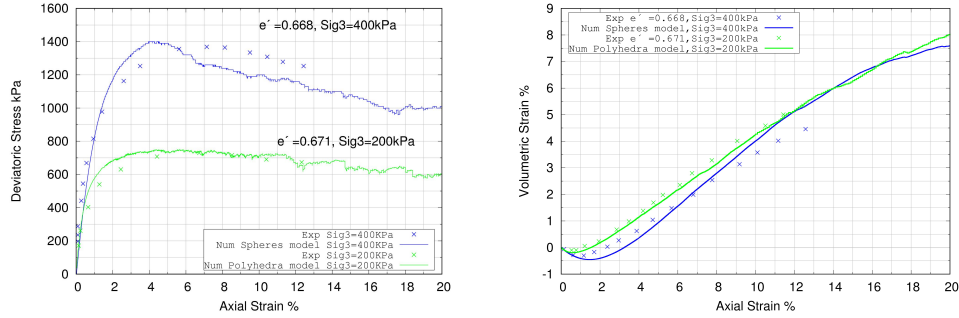 1600
1400
1200
1000
800
600
400
200
0
0 2 4 6 8 10 12 14 16 18 20
Deviatoric Stress kPa
Axial Strain %
e´ =0.668, Sig3=400kPa
e´ =0.671, Sig3=200kPa
Exp Sig3=400KPa
Num Spheres model Sig3=400KPa
Exp Sig3=200KPa
Num Polyhedra model Sig3=200KPa
9
8
7
6
5
4
3
2
1
0
-1
0 2 4 6 8 10 12 14 16 18 20
Volumetric Strain %
Axial Strain %
Exp e´ =0.668,Sig3=400kPa
Num Spheres model,Sig3=400kPa
Exp e´ =0.671,Sig3=200kPa
Num Polyhedra model,Sig3=200kPa